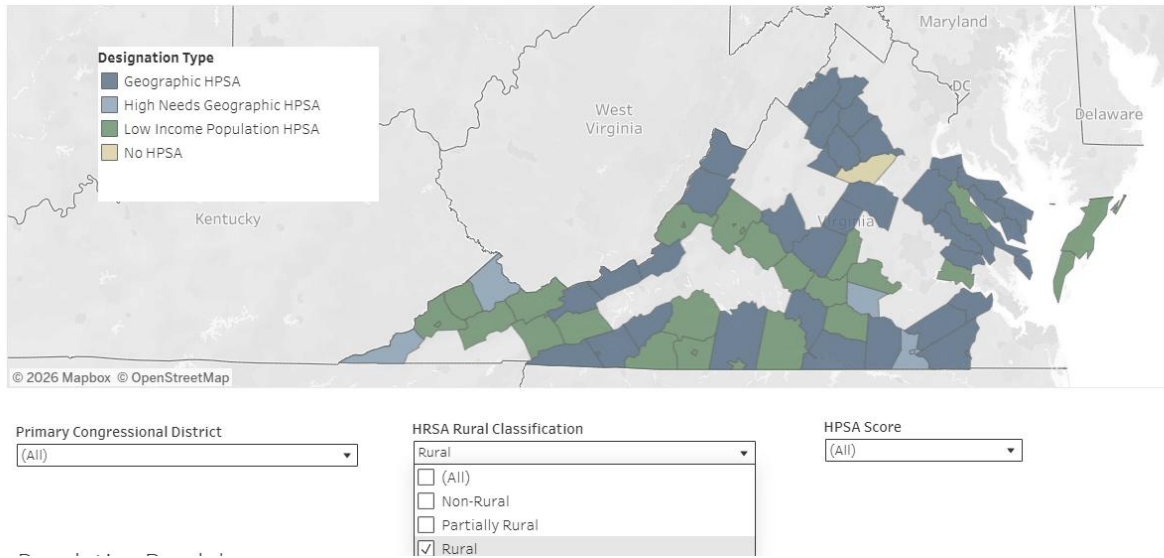 Maryland
Designation Type
Geographic HPSA
DC
High Needs Geographic HPSA
West
Virginia
Delaware
Low Income Population HPSA
No HPSA
Kentucky
Virginia
© 2026 Mapbox © OpenStreetMap
Primary Congressional District
HRSA Rural Classification
HPSA Score
(All)
Rural
(All)
(All)
Non-Rural
Partially Rural
Rural